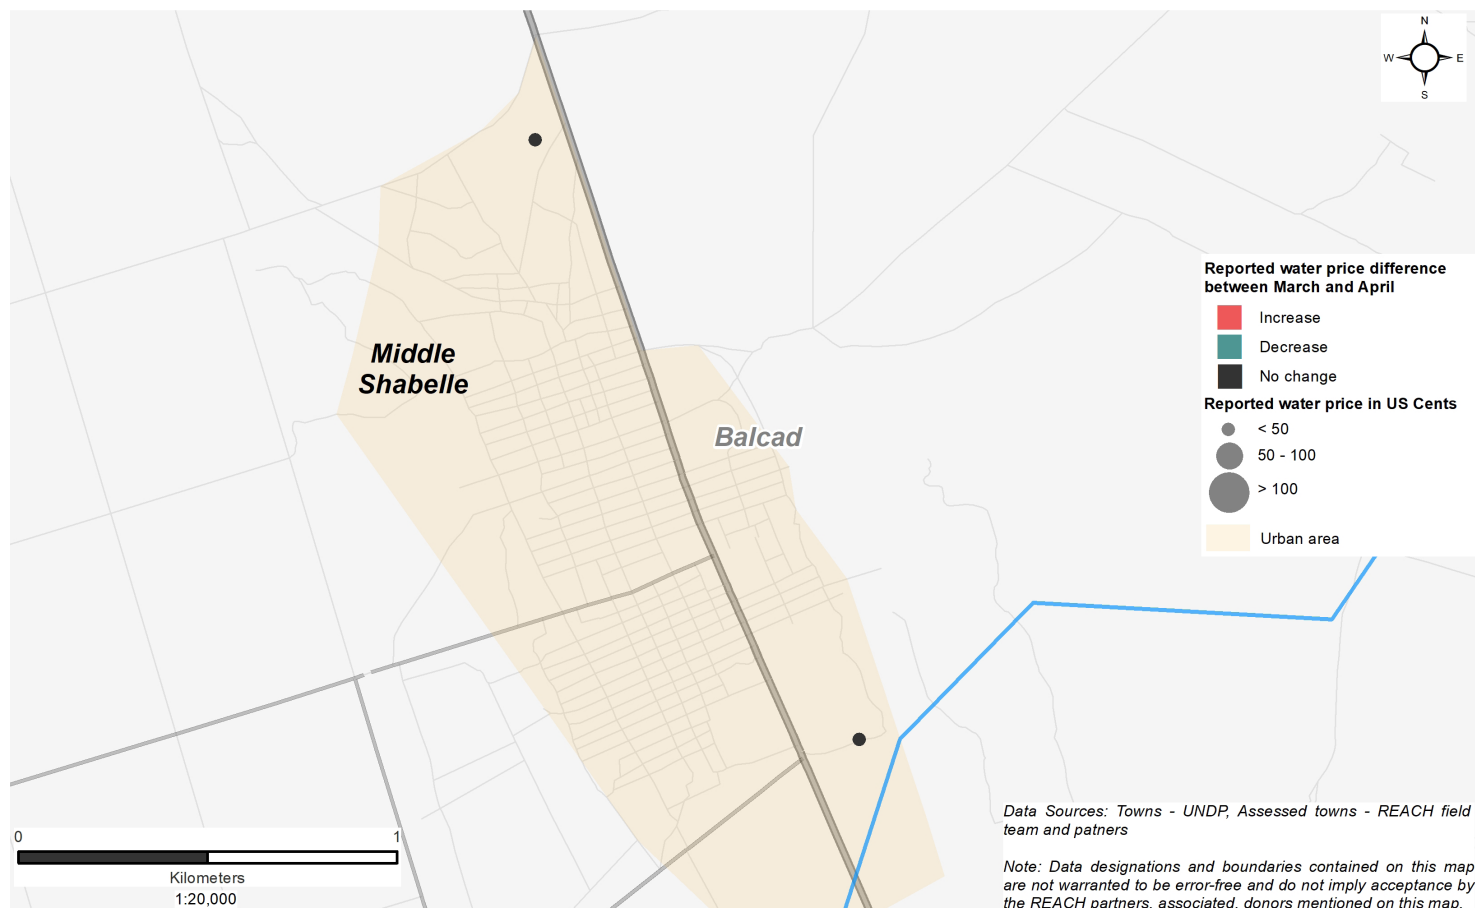 N
W E
S
Middle
Shabelle
Balcad
Reported water price difference
between March and April
Increase
Decrease
No change
Reported water price in US Cents
< 50
50 - 100
> 100
Urban area
0 1
Kilometers
1:20,000
Data Sources: Towns - UNDP, Assessed towns - REACH field
team and patners
Note: Data designations and boundaries contained on this map
are not warranted to be error-free and do not imply acceptance by
the REACH partners, associated, donors mentioned on this map.